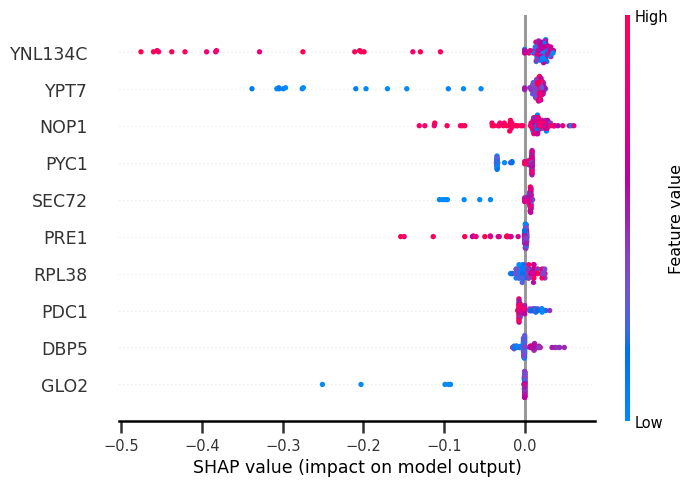 High
YNL134C
YPT7
NOP1
PYC1
SEC72
PRE1
RPL38
PDC1
DBP5
GLO2
Feature value
Low
−0.5 −0.4 −0.3 −0.2 −0.1 0.0
SHAP value (impact on model output)